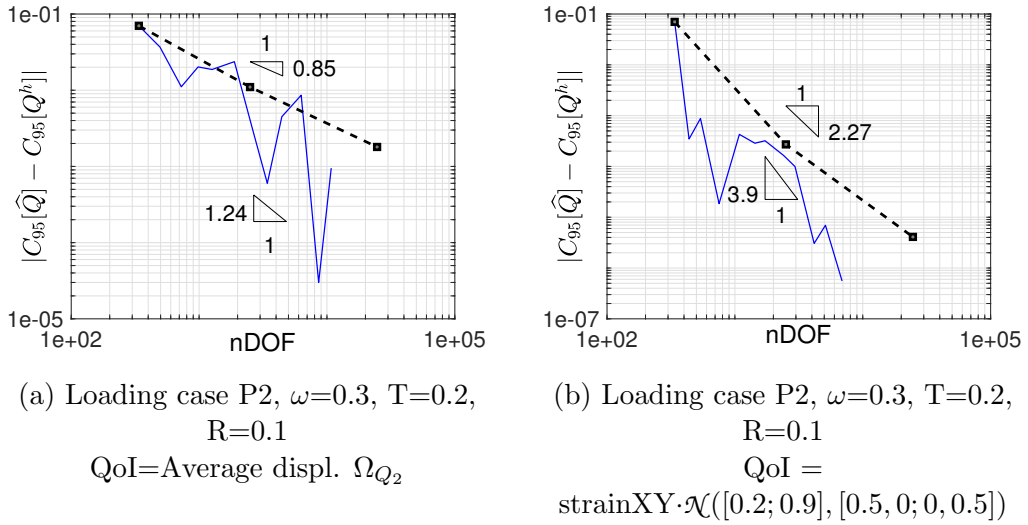 1e-01
|C₉₅[Q̂] − C₉₅[Qʰ]|
1
0.85
1.24
1
1e-05
1e+02
nDOF
1e+05
(a) Loading case P2, ω=0.3, T=0.2,
R=0.1
QoI=Average displ. Ω_{Q₂}
1e-01
|C₉₅[Q̂] − C₉₅[Qʰ]|
1
2.27
3.9
1
1e-07
1e+02
nDOF
1e+05
(b) Loading case P2, ω=0.3, T=0.2,
R=0.1
QoI =
strainXY·𝒩([0.2; 0.9], [0.5, 0; 0, 0.5])